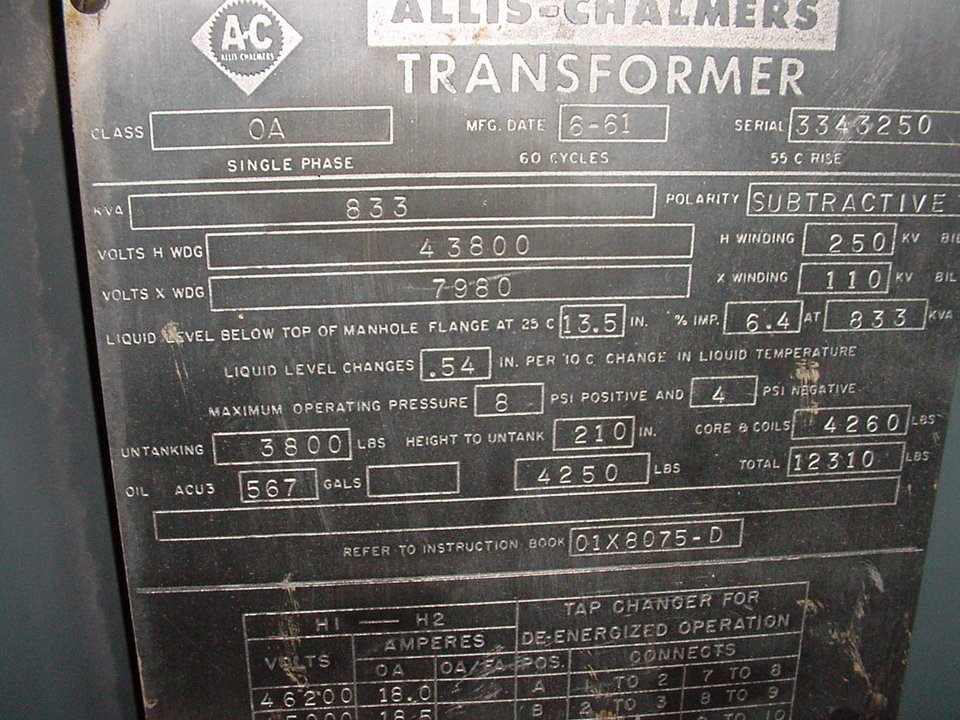 A-C
ALLIS CHALMERS
ALLIS-CHALMERS
TRANSFORMER
CLASS OA MFG. DATE 6-61 SERIAL 3343250
SINGLE PHASE 60 CYCLES 55 C RISE
KVA 833 POLARITY SUBTRACTIVE
VOLTS H WDG 43800 H WINDING 250 KV BIL
VOLTS X WDG 7980 X WINDING 110 KV BIL
LIQUID LEVEL BELOW TOP OF MANHOLE FLANGE AT 25 C 13.5 IN. % IMP. 6.4 AT 833 KVA
LIQUID LEVEL CHANGES .54 IN. PER 10 C CHANGE IN LIQUID TEMPERATURE
MAXIMUM OPERATING PRESSURE 8 PSI POSITIVE AND 4 PSI NEGATIVE
UNTANKING 3800 LBS HEIGHT TO UNTANK 210 IN. CORE & COILS 4260 LBS
OIL ACU3 567 GALS 4250 LBS TOTAL 12310 LBS
REFER TO INSTRUCTION BOOK 01X8075-D
H1 — H2 TAP CHANGER FOR
DE-ENERGIZED OPERATION
VOLTS AMPERES
OA OA/FA POS. CONNECTS
46200 18.0 A 1 TO 2 7 TO 8
18.5 B 2 TO 3 8 TO 9